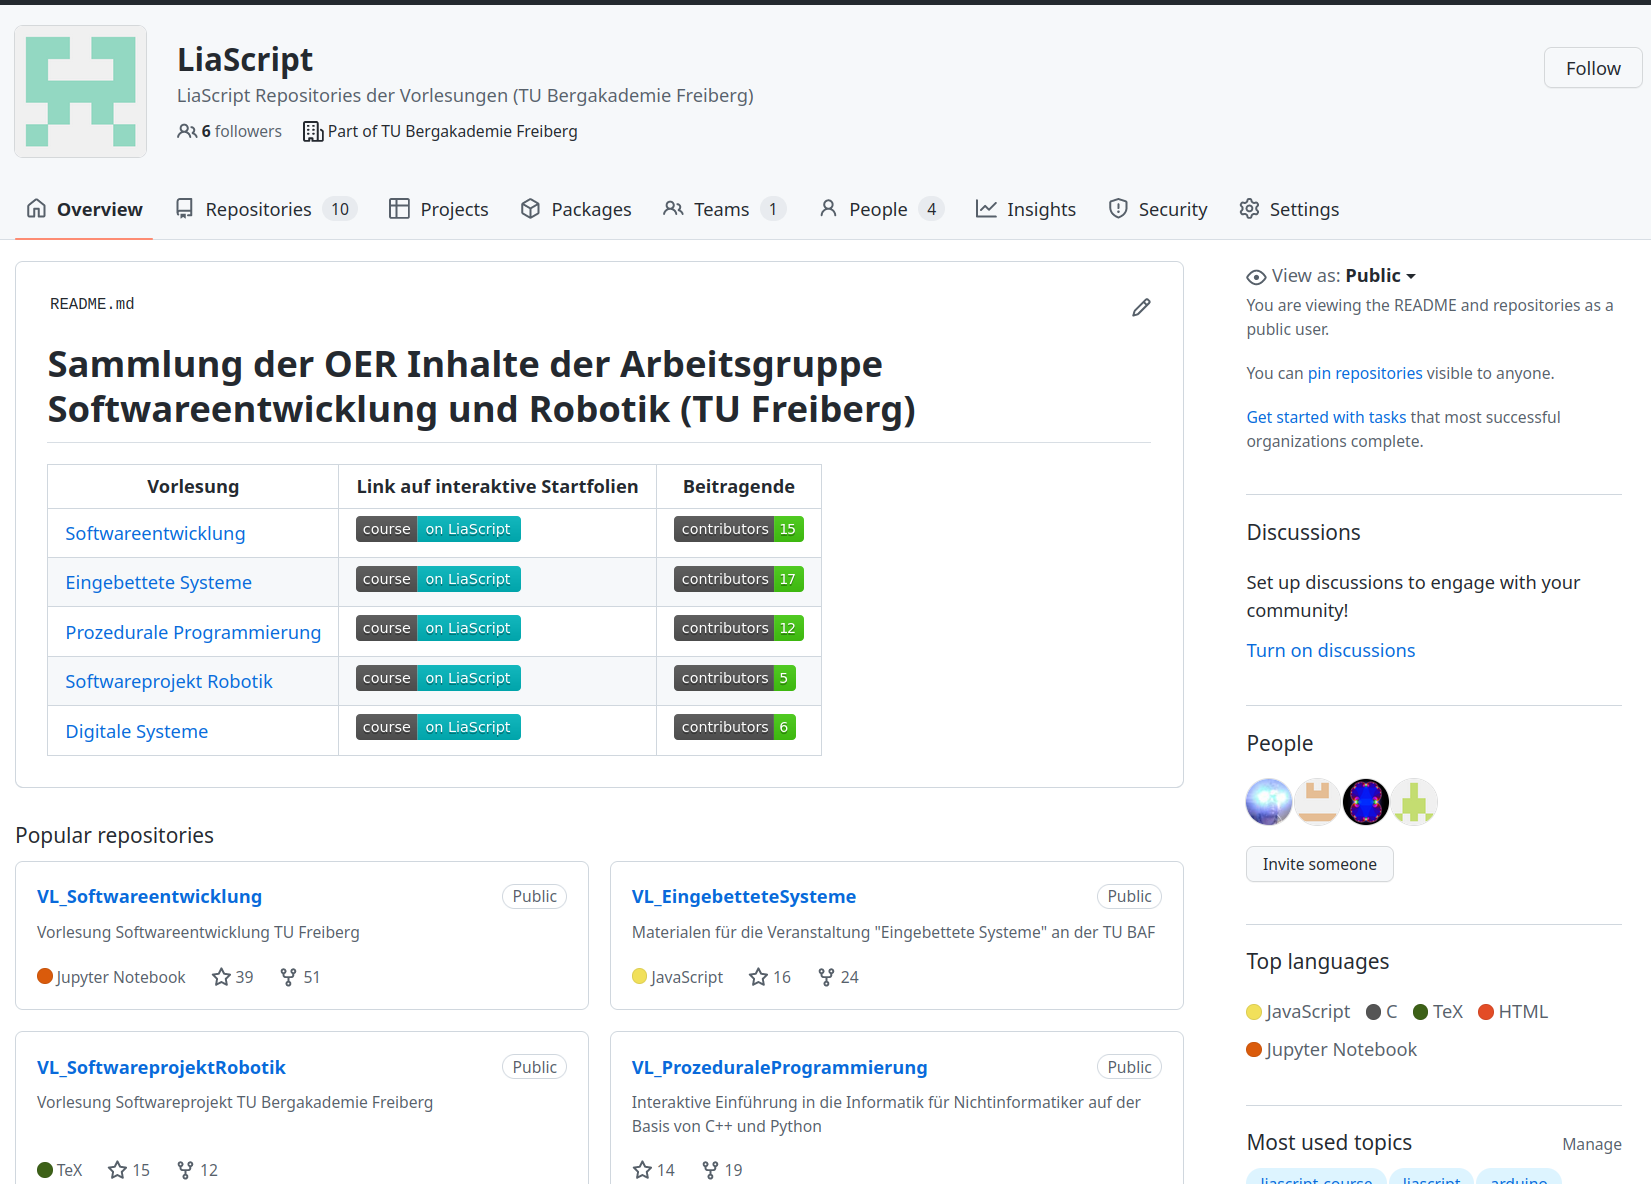 LiaScript
LiaScript Repositories der Vorlesungen (TU Bergakademie Freiberg)
6 followers Part of TU Bergakademie Freiberg
Follow
Overview Repositories 10 Projects Packages Teams 1 People 4 Insights Security Settings
README.md
Sammlung der OER Inhalte der Arbeitsgruppe
Softwareentwicklung und Robotik (TU Freiberg)
Vorlesung Link auf interaktive Startfolien Beitragende
Softwareentwicklung course on LiaScript contributors 15
Eingebettete Systeme course on LiaScript contributors 17
Prozedurale Programmierung course on LiaScript contributors 12
Softwareprojekt Robotik course on LiaScript contributors 5
Digitale Systeme course on LiaScript contributors 6
Popular repositories
VL_Softwareentwicklung Public
Vorlesung Softwareentwicklung TU Freiberg
Jupyter Notebook 39 51
VL_EingebetteteSysteme Public
Materialen für die Veranstaltung "Eingebettete Systeme" an der TU BAF
JavaScript 16 24
VL_SoftwareprojektRobotik Public
Vorlesung Softwareprojekt TU Bergakademie Freiberg
TeX 15 12
VL_ProzeduraleProgrammierung Public
Interaktive Einführung in die Informatik für Nichtinformatiker auf der
Basis von C++ und Python
14 19
View as: Public
You are viewing the README and repositories as a
public user.
You can pin repositories visible to anyone.
Get started with tasks that most successful
organizations complete.
Discussions
Set up discussions to engage with your
community!
Turn on discussions
People
Invite someone
Top languages
JavaScript C TeX HTML
Jupyter Notebook
Most used topics Manage
liascript-course liascript arduino